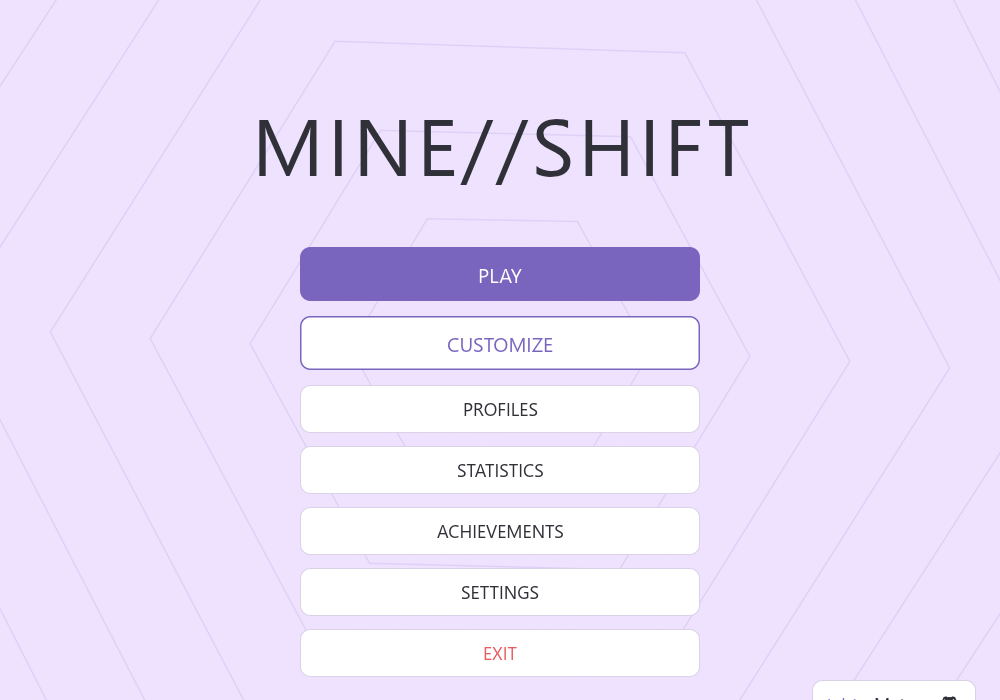 MINE//SHIFT
PLAY
CUSTOMIZE
PROFILES
STATISTICS
ACHIEVEMENTS
SETTINGS
EXIT